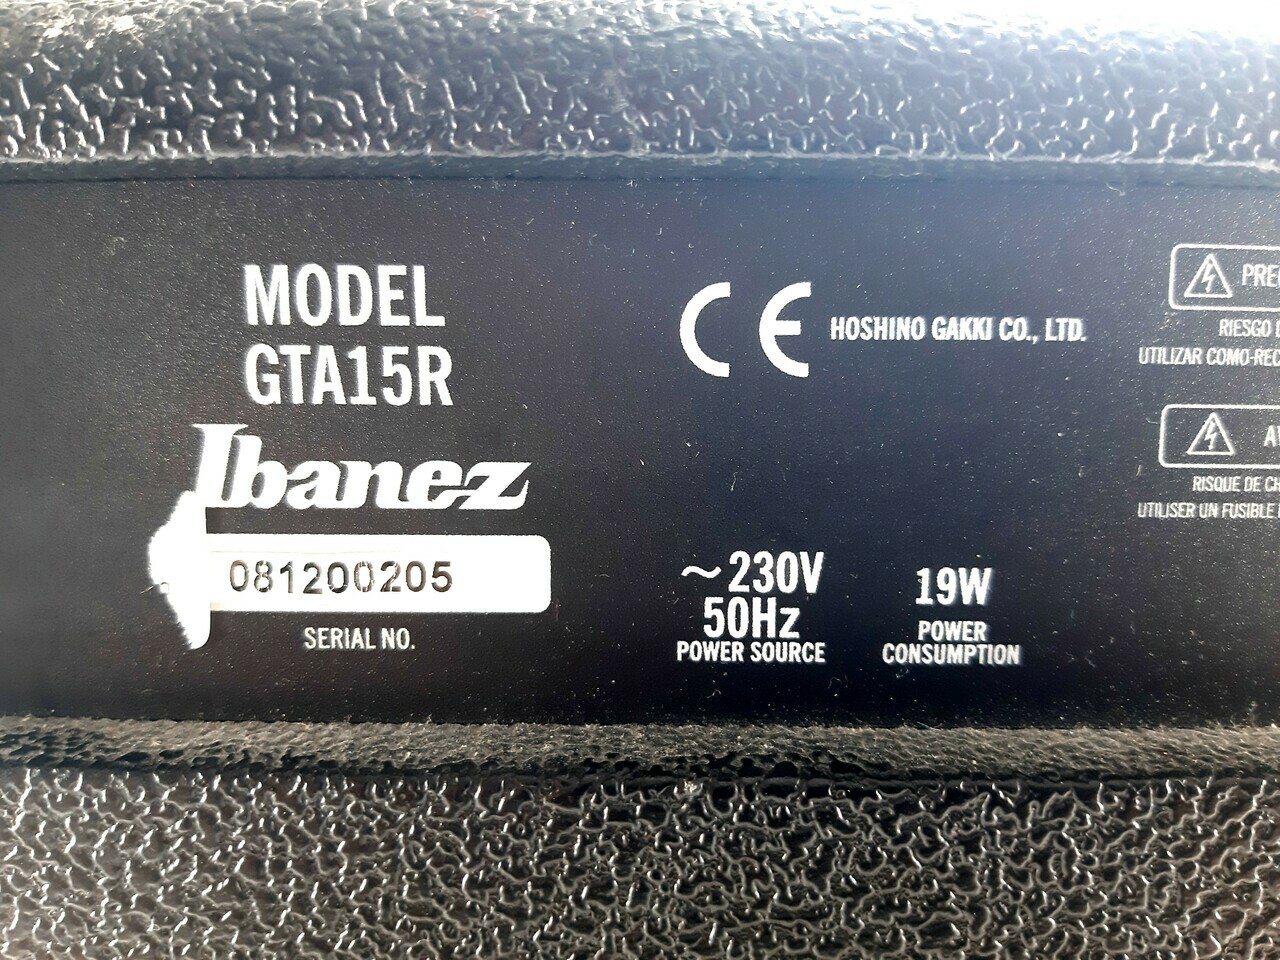 MODEL
GTA15R
Ibanez
081200205
SERIAL NO.
CE HOSHINO GAKKI CO., LTD.
~230V
50Hz
POWER SOURCE
19W
POWER
CONSUMPTION
RIESGO
UTILIZAR COMO REC
RISQUE DE CH
UTILISER UN FUSIBLE